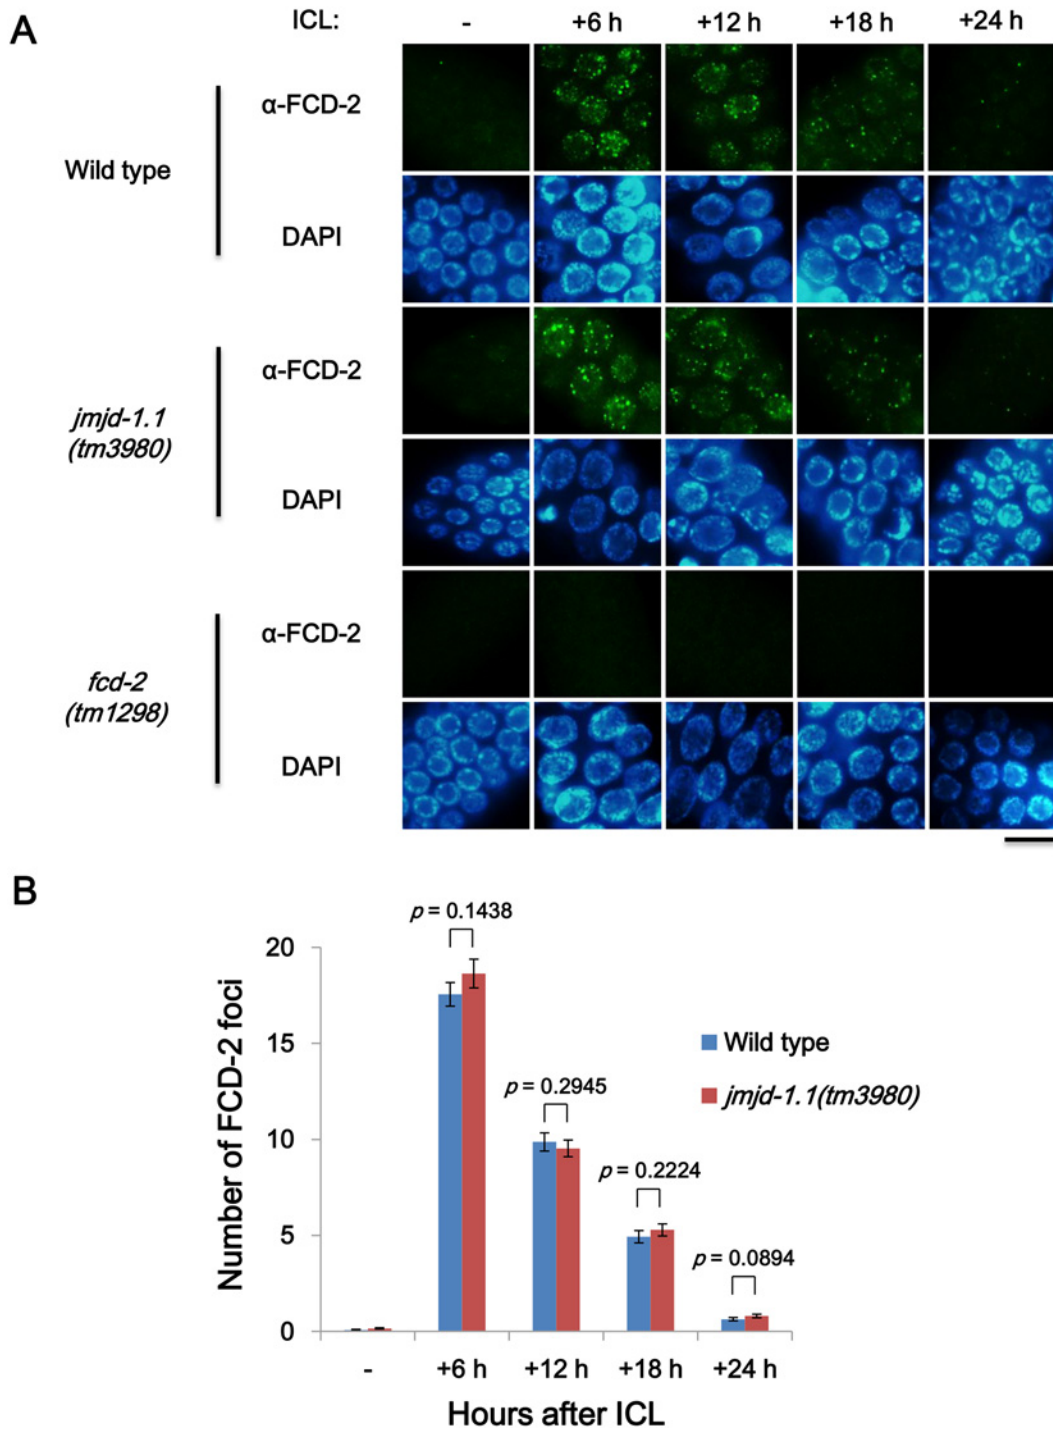 A
ICL: - +6 h +12 h +18 h +24 h
α-FCD-2
Wild type
DAPI
α-FCD-2
jmjd-1.1
(tm3980)
DAPI
α-FCD-2
fcd-2
(tm1298)
DAPI
B
p = 0.1438
p = 0.2945
p = 0.2224
p = 0.0894
20
15
10
5
0
Number of FCD-2 foci
Wild type
jmjd-1.1(tm3980)
- +6 h +12 h +18 h +24 h
Hours after ICL